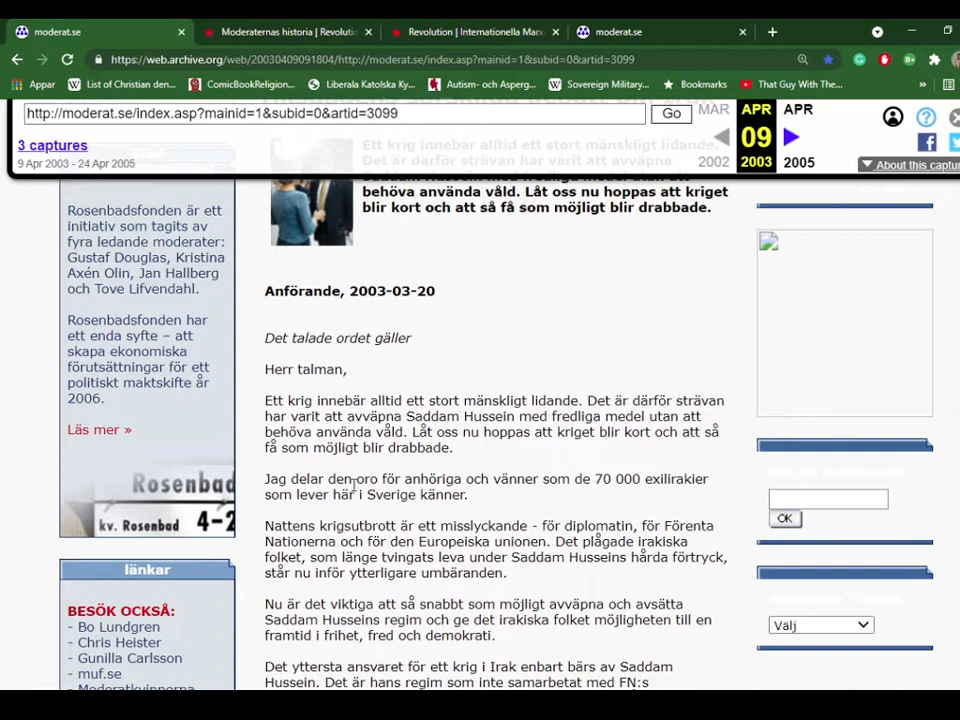 moderat.se
Moderaternas historia | Revolutio
Revolution | Internationella Marx
moderat.se
https://web.archive.org/web/20030409091804/http://moderat.se/index.asp?mainid=1&subid=0&artid=3099
Appar
List of Christian den...
ComicBookReligion...
Liberala Katolska Ky...
Autism- och Asperg...
Sovereign Military...
Bookmarks
That Guy With The...
»
http://moderat.se/index.asp?mainid=1&subid=0&artid=3099
Go
MAR
APR
APR
09
3 captures
9 Apr 2003 - 24 Apr 2005
2002
2003
2005
About this captu
Ett krig innebär alltid ett stort mänskligt lidande.
Det är därför strävan har varit att avväpna
Saddam Hussein med fredliga medel utan att
behöva använda våld. Låt oss nu hoppas att kriget
blir kort och att så få som möjligt blir drabbade.
Rosenbadsfonden är ett
initiativ som tagits av
fyra ledande moderater:
Gustaf Douglas, Kristina
Axén Olin, Jan Hallberg
och Tove Lifvendahl.
Rosenbadsfonden har
ett enda syfte – att
skapa ekonomiska
förutsättningar för ett
politiskt maktskifte år
2006.
Läs mer »
Rosenbad
kv. Rosenbad 4-2
länkar
BESÖK OCKSÅ:
- Bo Lundgren
- Chris Heister
- Gunilla Carlsson
- muf.se
- Moderatkvinnorna
Anförande, 2003-03-20
Det talade ordet gäller
Herr talman,
Ett krig innebär alltid ett stort mänskligt lidande. Det är därför strävan
har varit att avväpna Saddam Hussein med fredliga medel utan att
behöva använda våld. Låt oss nu hoppas att kriget blir kort och att så
få som möjligt blir drabbade.
Jag delar den oro för anhöriga och vänner som de 70 000 exilirakier
som lever här i Sverige känner.
Nattens krigsutbrott är ett misslyckande - för diplomatin, för Förenta
Nationerna och för den Europeiska unionen. Det plågade irakiska
folket, som länge tvingats leva under Saddam Husseins hårda förtryck,
står nu inför ytterligare umbäranden.
Nu är det viktiga att så snabbt som möjligt avväpna och avsätta
Saddam Husseins regim och ge det irakiska folket möjligheten till en
framtid i frihet, fred och demokrati.
Det yttersta ansvaret för ett krig i Irak enbart bärs av Saddam
Hussein. Det är hans regim som inte samarbetat med FN:s
OK
Välj